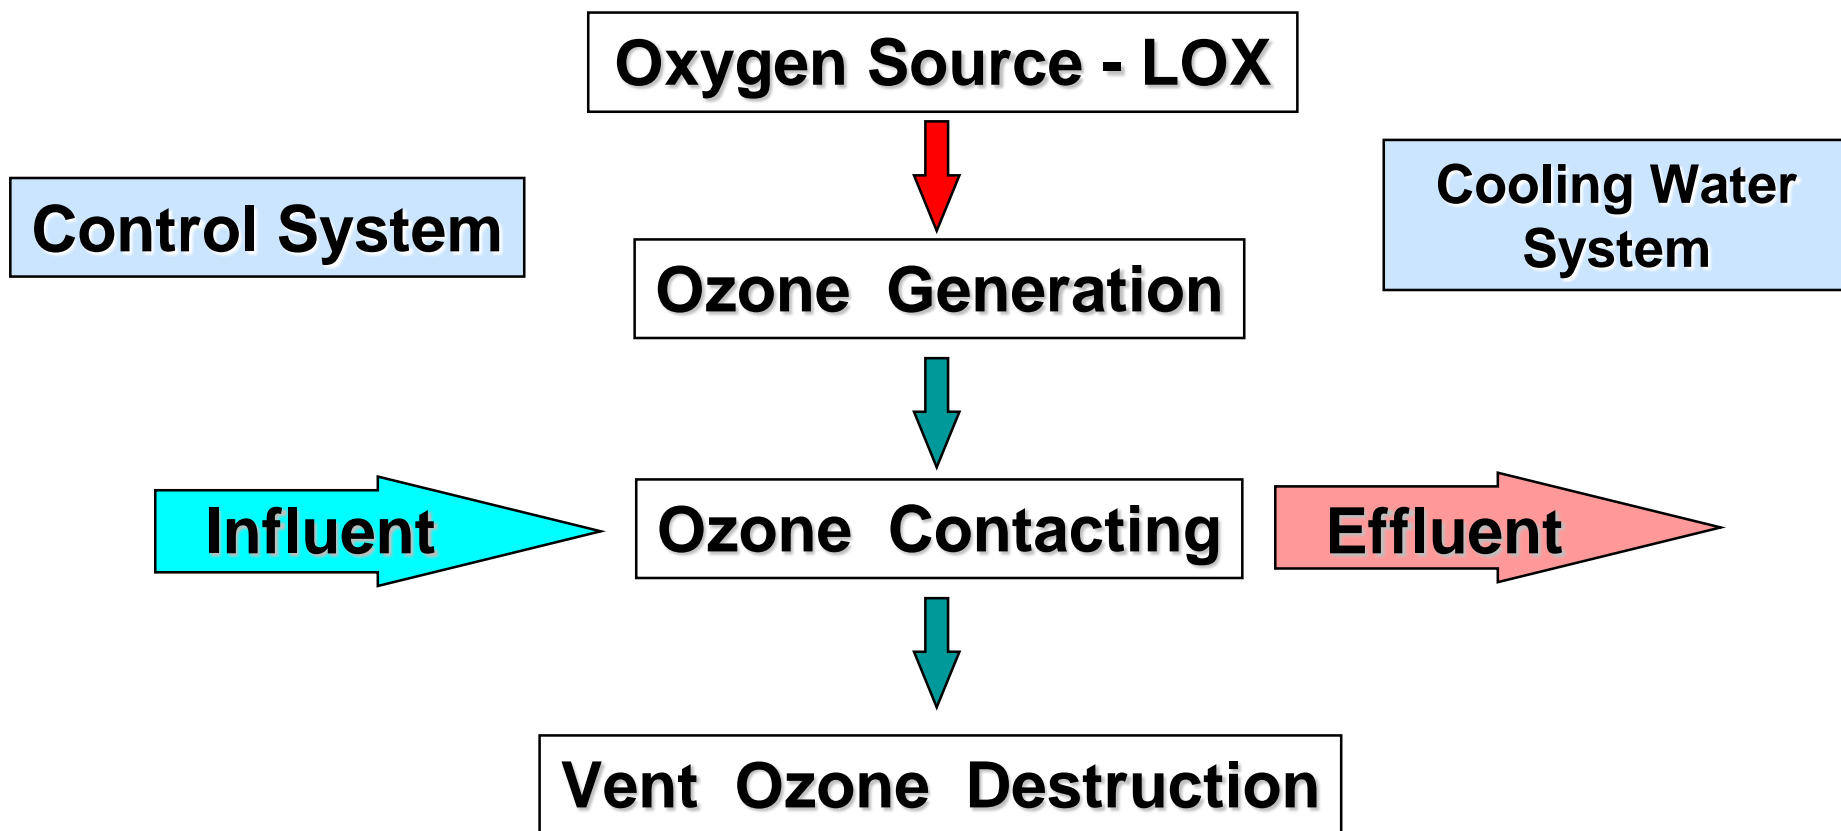 Oxygen Source - LOX
Control System
Cooling Water
System
Ozone Generation
Influent
Ozone Contacting
Effluent
Vent Ozone Destruction